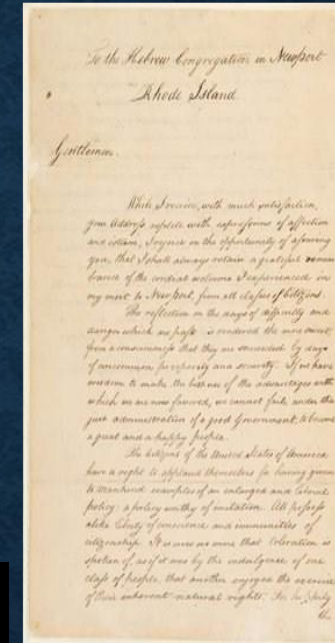 To the Hebrew Congregation in Newport
Rhode Island.
Gentlemen.
While I receive, with much satisfaction,
your Address replete with expressions of affection
and esteem, I rejoice in the opportunity of assuring
you, that I shall always retain a grateful remem-
brance of the cordial welcome I experienced in
my visit to Newport, from all classes of Citizens.
The reflection on the days of difficulty and
danger which are past is rendered the more sweet,
from a consciousness that they are succeeded by days
of uncommon prosperity and security. If we have
wisdom to make the best use of the advantages with
which we are now favored, we cannot fail, under the
just administration of a good Government, to become
a great and a happy people.
The Citizens of the United States of America
have a right to applaud themselves for having given
to mankind examples of an enlarged and liberal
policy: a policy worthy of imitation. All possess
alike liberty of conscience and immunities of
citizenship. It is now no more that toleration is
spoken of, as if it was by the indulgence of one
class of people, that another enjoyed the exercise
of their inherent natural rights. For